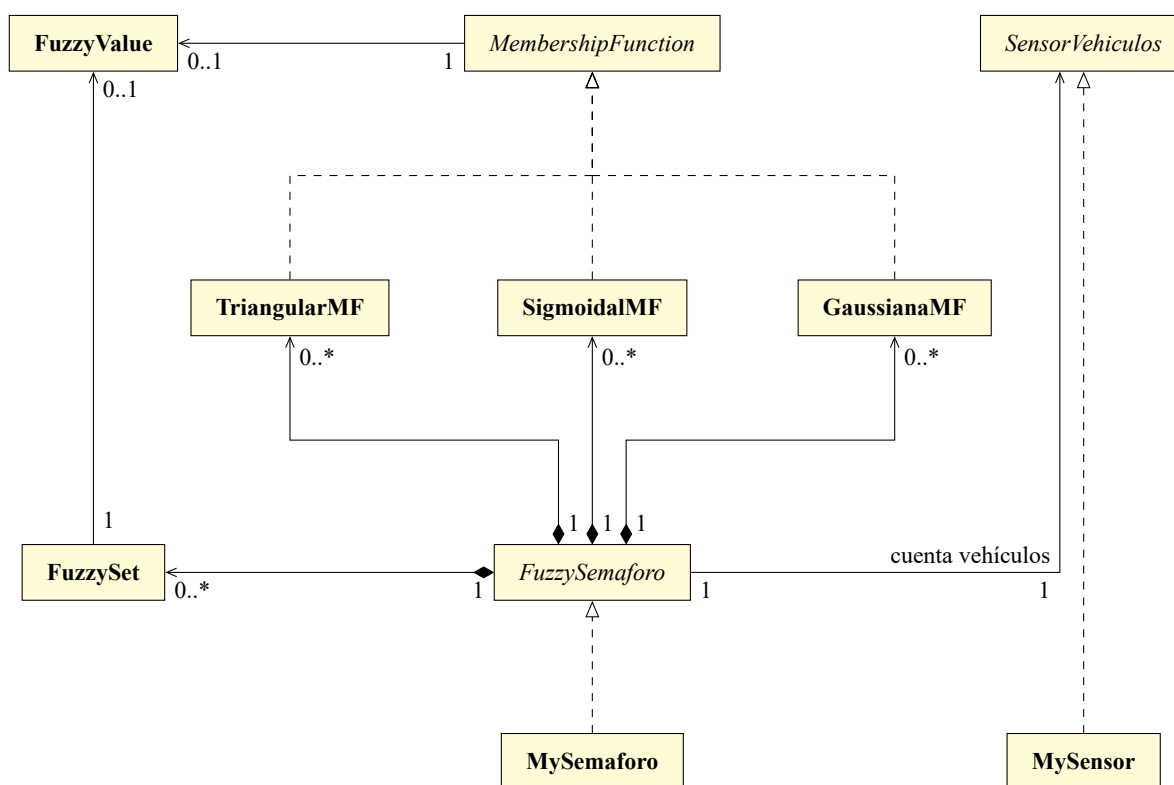 FuzzyValue
MembershipFunction
SensorVehiculos
0..1
1
0..1
TriangularMF
SigmoidalMF
GaussianaMF
0..*
0..*
0..*
1
1
1
1
cuenta vehículos
FuzzySet
FuzzySemaforo
0..*
1
1
1
MySemaforo
MySensor